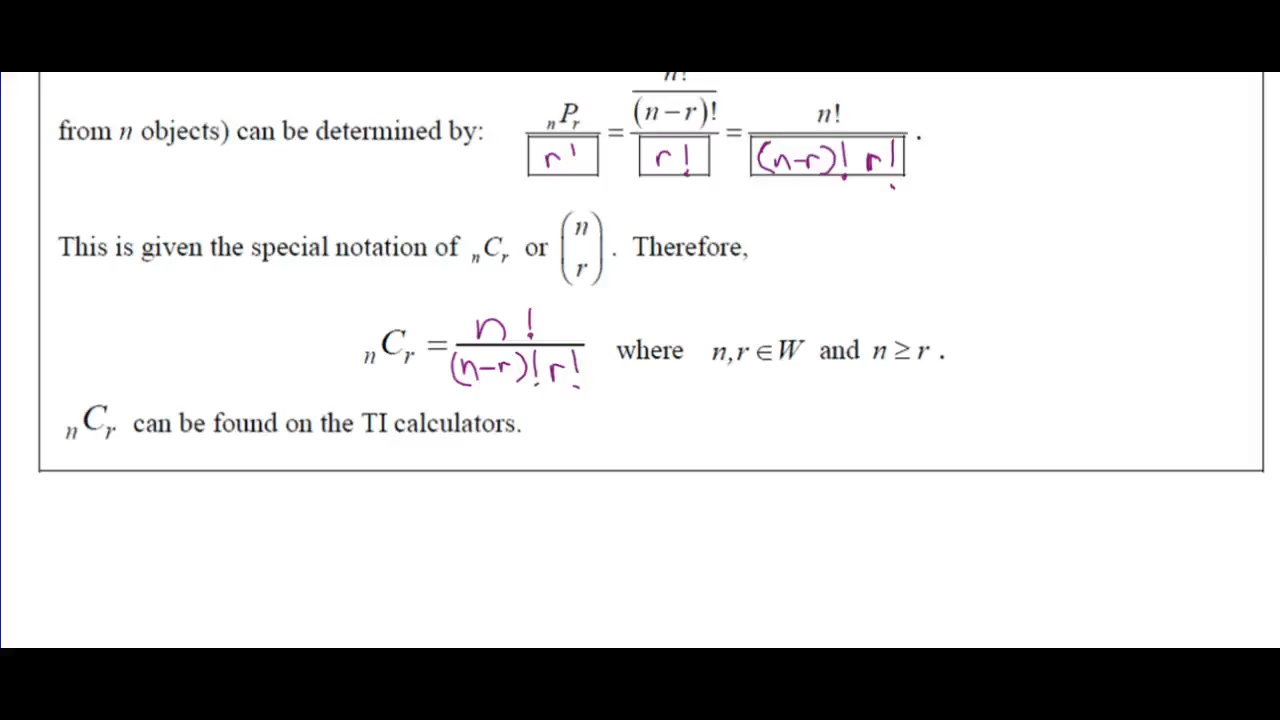 n!
from n objects) can be determined by: nPr / r! = (n − r)! / r! = n! / (n-r)! r! .
This is given the special notation of nCr or (n r) . Therefore,
nCr = n! / (n-r)! r! where n, r ∈ W and n ≥ r .
nCr can be found on the TI calculators.